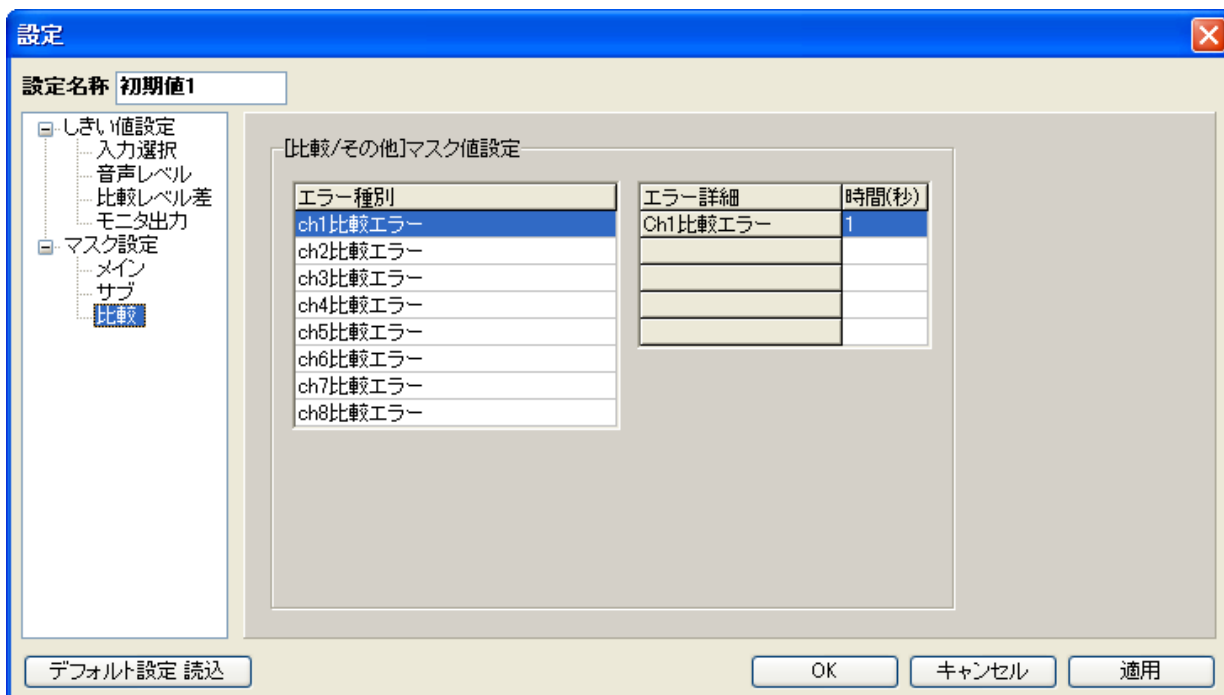 設定
設定名称 初期値1
しきい値設定
入力選択
音声レベル
比較レベル差
モニタ出力
マスク設定
メイン
サブ
比較
[比較/その他]マスク値設定
エラー種別
ch1比較エラー
ch2比較エラー
ch3比較エラー
ch4比較エラー
ch5比較エラー
ch6比較エラー
ch7比較エラー
ch8比較エラー
エラー詳細 時間(秒)
Ch1比較エラー 1
デフォルト設定 読込 OK キャンセル 適用